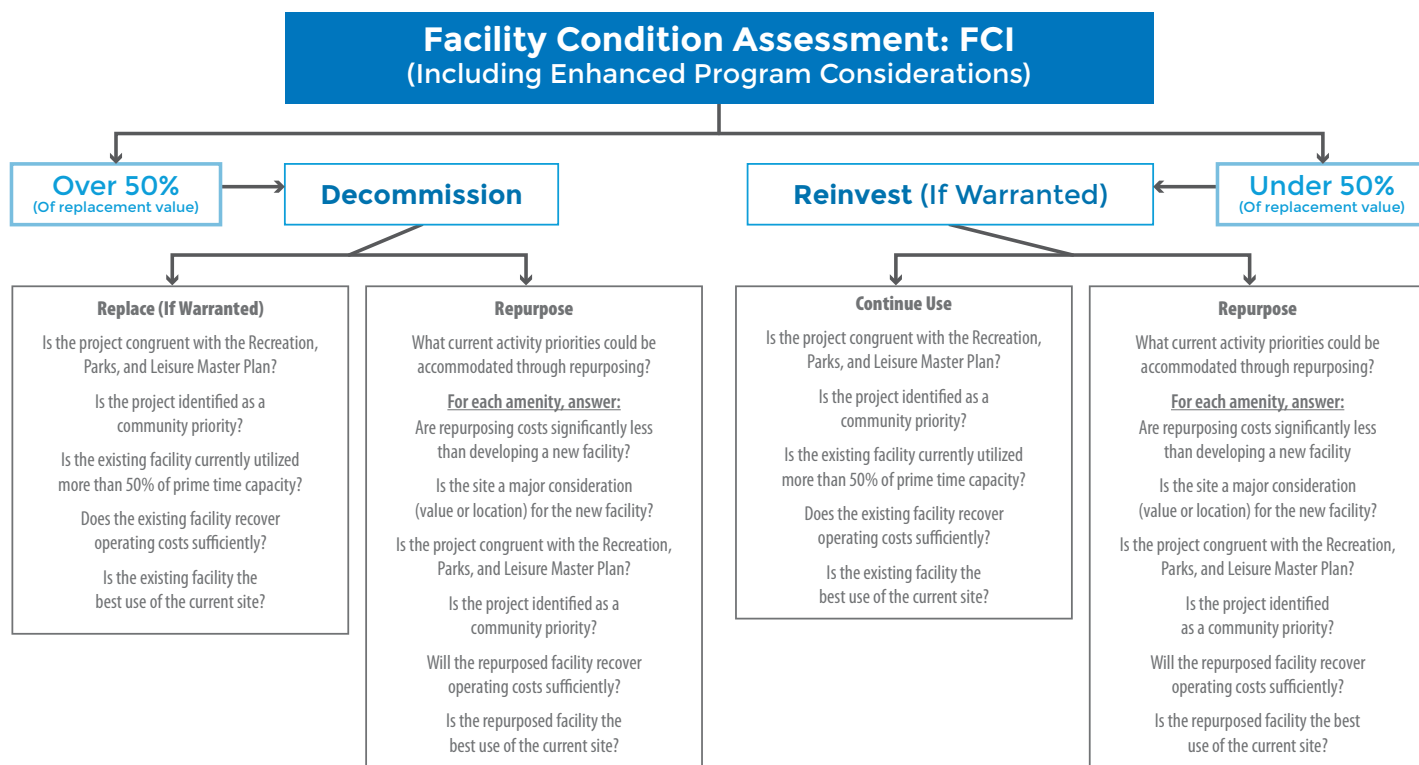 Facility Condition Assessment: FCI
(Including Enhanced Program Considerations)
Over 50%
(Of replacement value)
Decommission
Reinvest (If Warranted)
Under 50%
(Of replacement value)
Replace (If Warranted)
Is the project congruent with the Recreation,
Parks, and Leisure Master Plan?
Is the project identified as a
community priority?
Is the existing facility currently utilized
more than 50% of prime time capacity?
Does the existing facility recover
operating costs sufficiently?
Is the existing facility the
best use of the current site?
Repurpose
What current activity priorities could be
accommodated through repurposing?
For each amenity, answer:
Are repurposing costs significantly less
than developing a new facility?
Is the site a major consideration
(value or location) for the new facility?
Is the project congruent with the Recreation,
Parks, and Leisure Master Plan?
Is the project identified as a
community priority?
Will the repurposed facility recover
operating costs sufficiently?
Is the repurposed facility the
best use of the current site?
Continue Use
Is the project congruent with the Recreation,
Parks, and Leisure Master Plan?
Is the project identified as a
community priority?
Is the existing facility currently utilized
more than 50% of prime time capacity?
Does the existing facility recover
operating costs sufficiently?
Is the existing facility the
best use of the current site?
Repurpose
What current activity priorities could be
accommodated through repurposing?
For each amenity, answer:
Are repurposing costs significantly less
than developing a new facility
Is the site a major consideration
(value or location) for the new facility?
Is the project congruent with the Recreation,
Parks, and Leisure Master Plan?
Is the project identified
as a community priority?
Will the repurposed facility recover
operating costs sufficiently?
Is the repurposed facility the best
use of the current site?